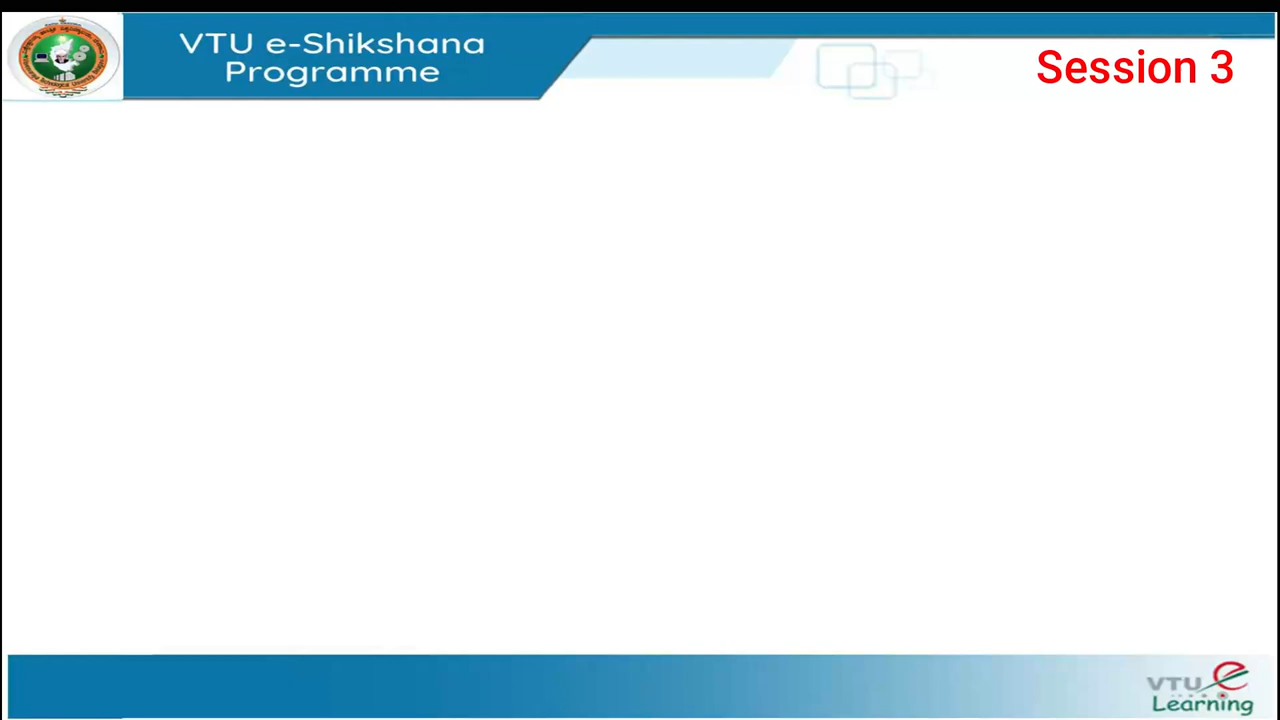 VTU e-Shikshana
Programme
Session 3
VTU e
Learning